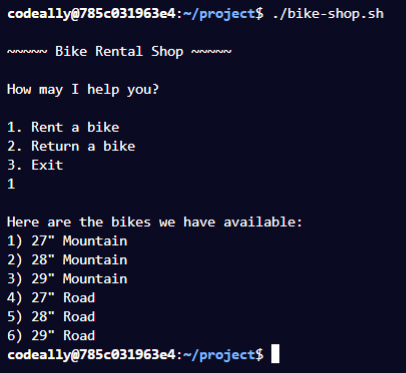 codeally@785c031963e4:~/project$ ./bike-shop.sh
~~~~~ Bike Rental Shop ~~~~~
How may I help you?
1. Rent a bike
2. Return a bike
3. Exit
1
Here are the bikes we have available:
1) 27" Mountain
2) 28" Mountain
3) 29" Mountain
4) 27" Road
5) 28" Road
6) 29" Road
codeally@785c031963e4:~/project$